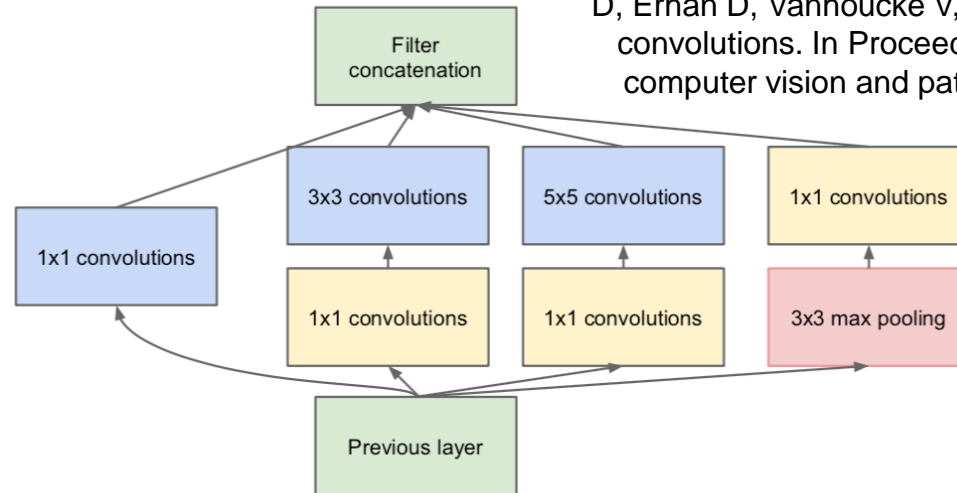 D, Erhan D, Vanhoucke V,
convolutions. In Proceed
computer vision and pat
Filter
concatenation
3x3 convolutions
5x5 convolutions
1x1 convolutions
1x1 convolutions
1x1 convolutions
1x1 convolutions
3x3 max pooling
Previous layer